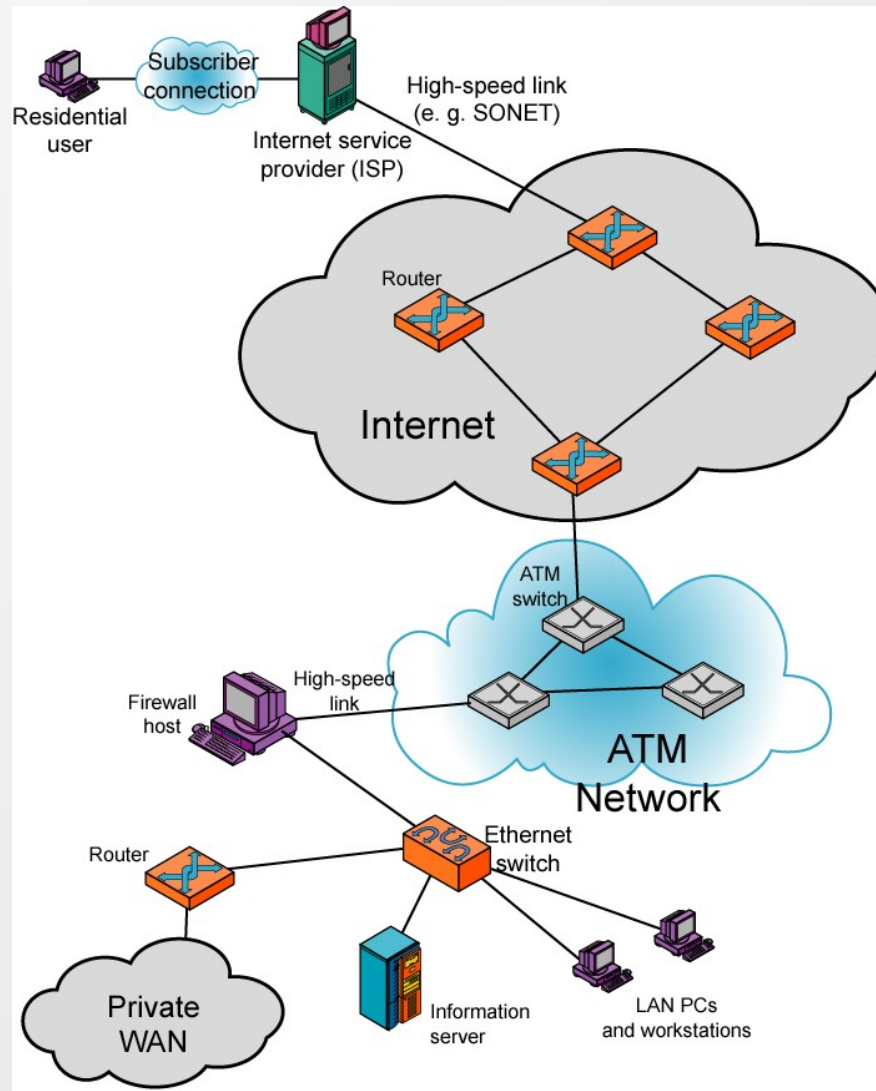 Subscriber
connection
Residential
user
Internet service
provider (ISP)
High-speed link
(e. g. SONET)
Router
Internet
ATM
switch
High-speed
link
Firewall
host
ATM
Network
Ethernet
switch
Router
Private
WAN
Information
server
LAN PCs
and workstations